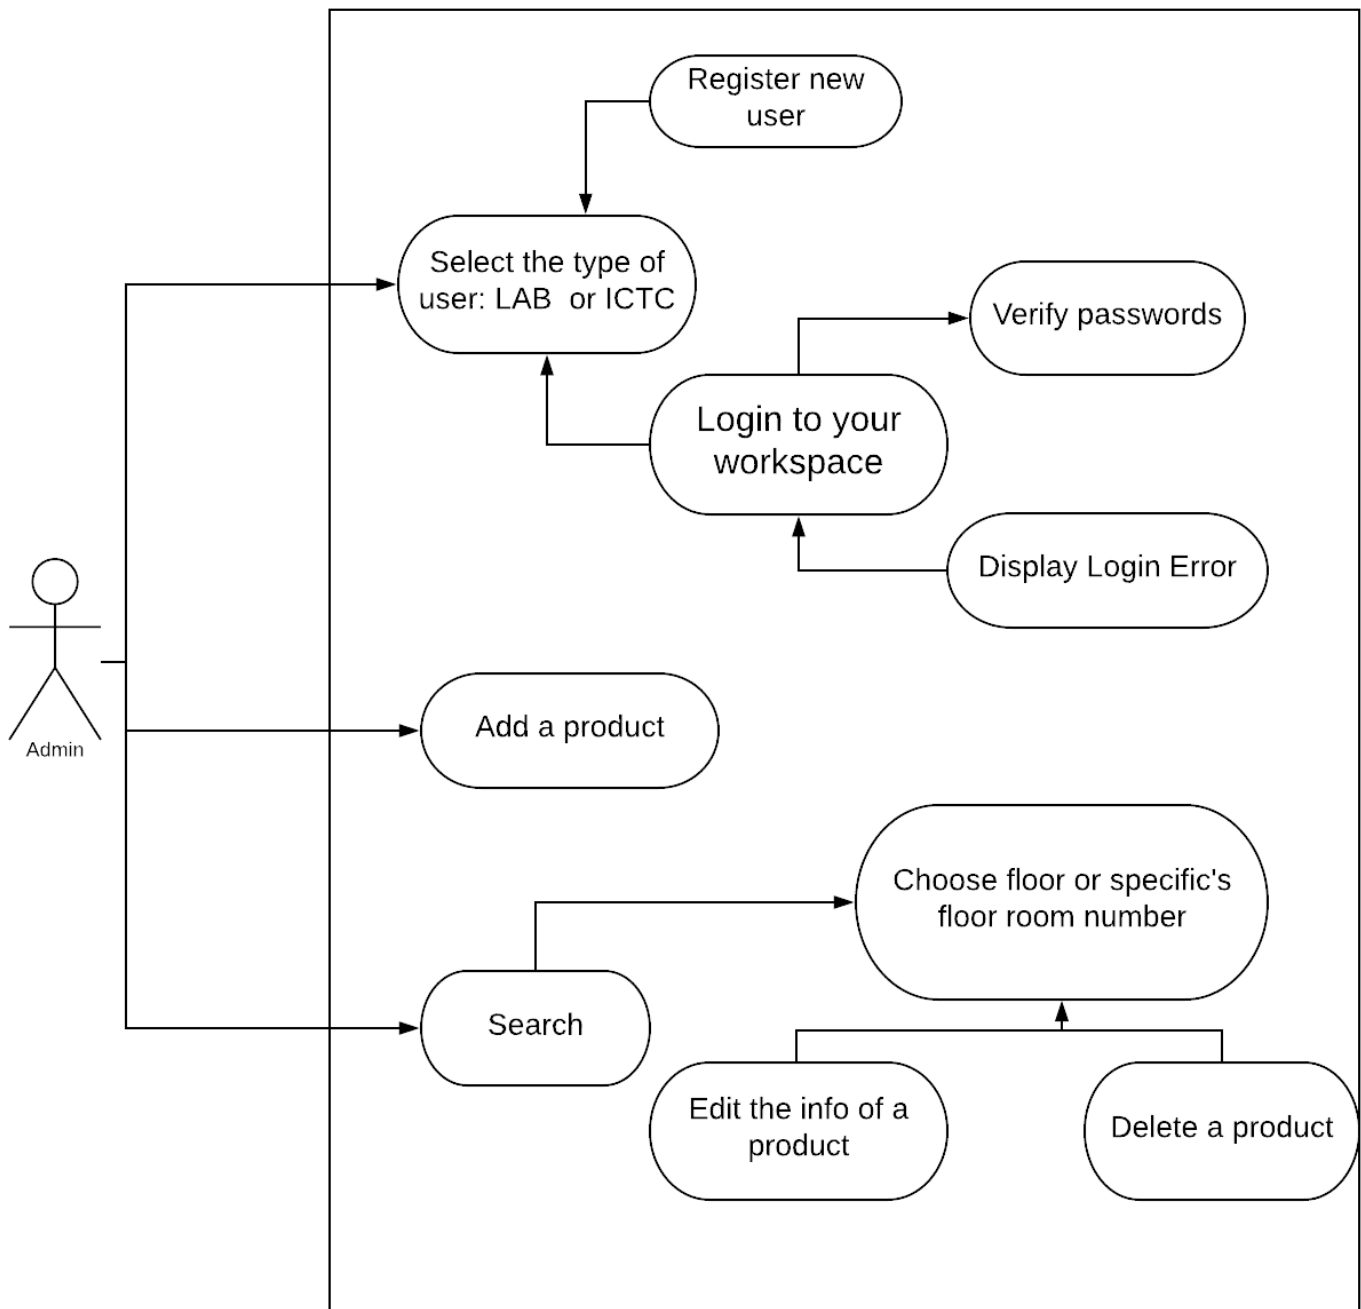 Register new
user
Select the type of
user: LAB  or ICTC
Verify passwords
Login to your
workspace
Display Login Error
Admin
Add a product
Choose floor or specific's
floor room number
Search
Edit the info of a
product
Delete a product